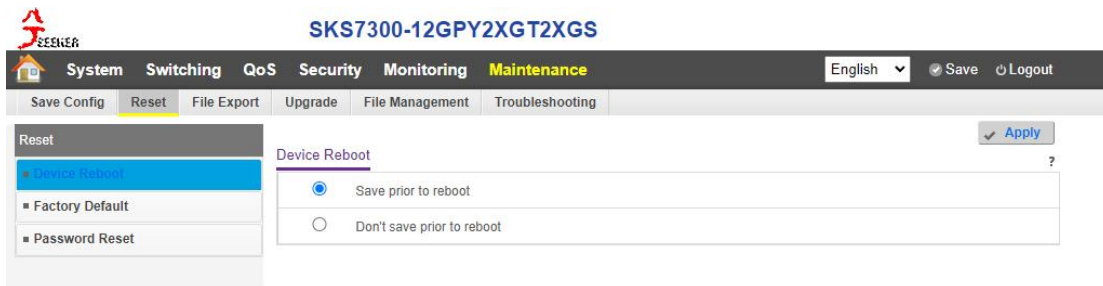 SEEKER
SKS7300-12GPY2XGT2XGS
System Switching QoS Security Monitoring Maintenance English Save Logout
Save Config Reset File Export Upgrade File Management Troubleshooting
Reset
Device Reboot
Factory Default
Password Reset
Apply
Device Reboot
?
Save prior to reboot
Don't save prior to reboot